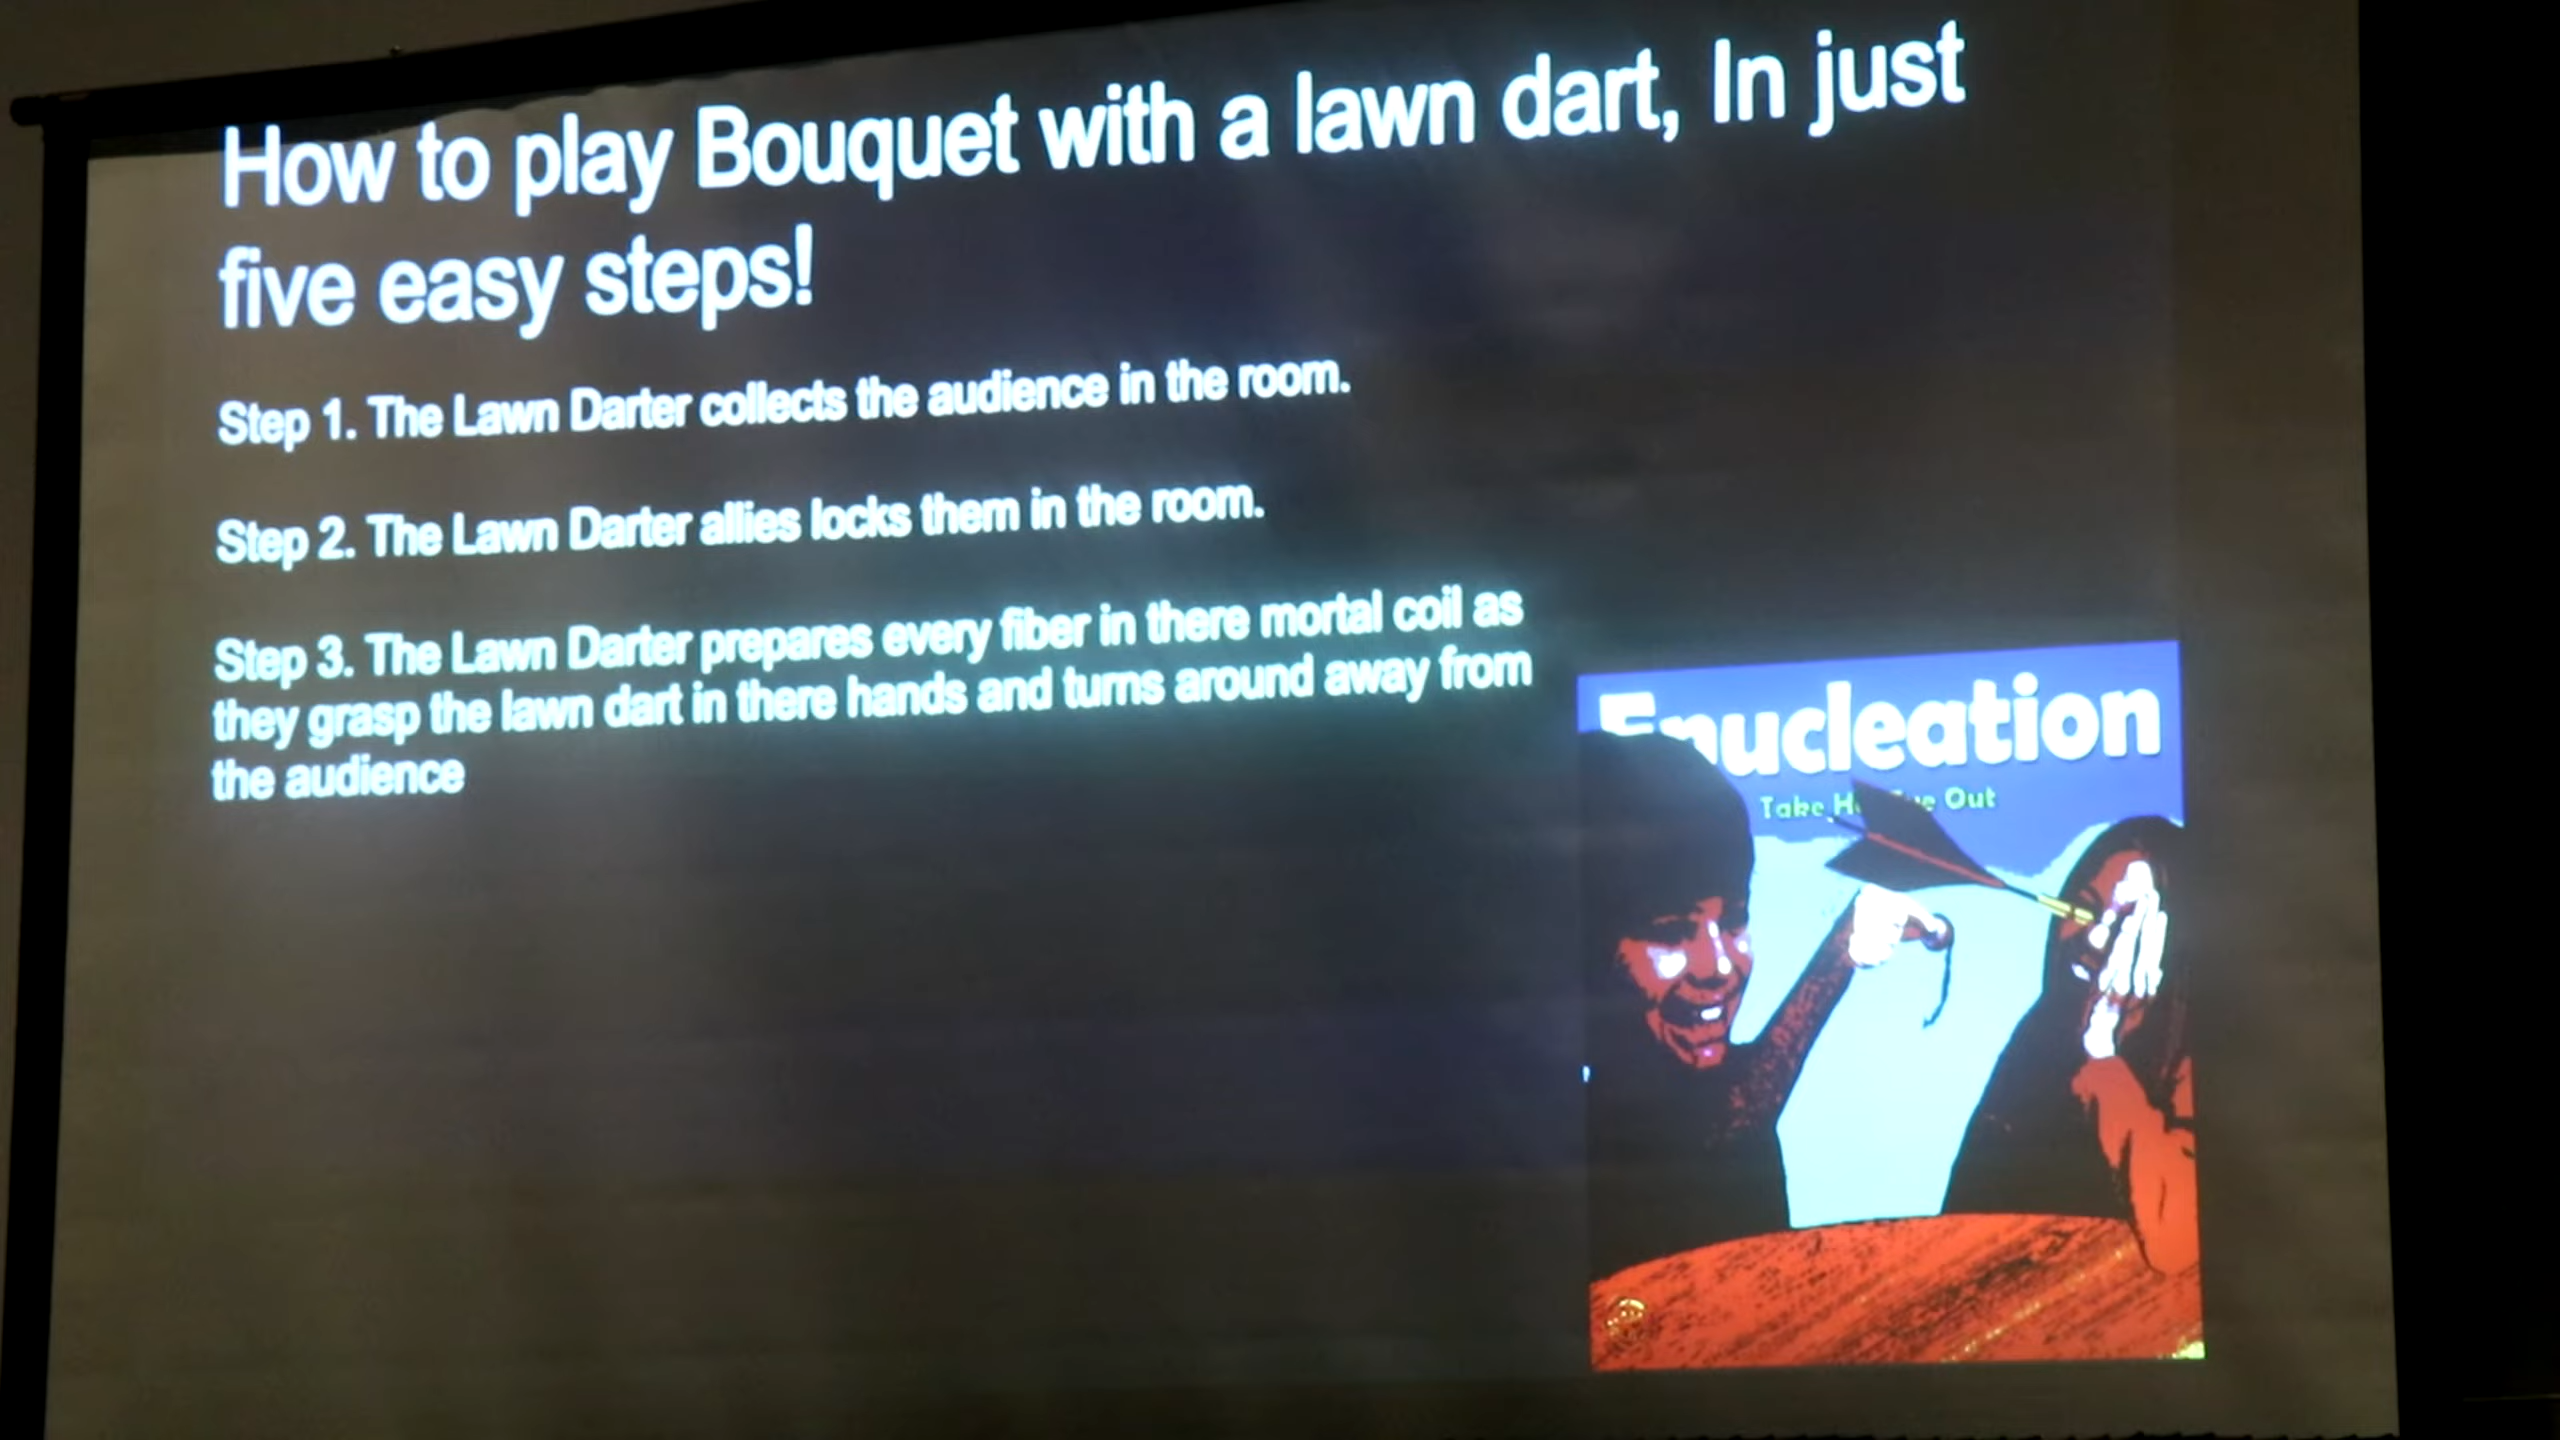 How to play Bouquet with a lawn dart, In just
five easy steps!
Step 1. The Lawn Darter collects the audience in the room.
Step 2. The Lawn Darter allies locks them in the room.
Step 3. The Lawn Darter prepares every fiber in there mortal coil as
they grasp the lawn dart in there hands and turns around away from
the audience
Enucleation
Take Her Eye Out